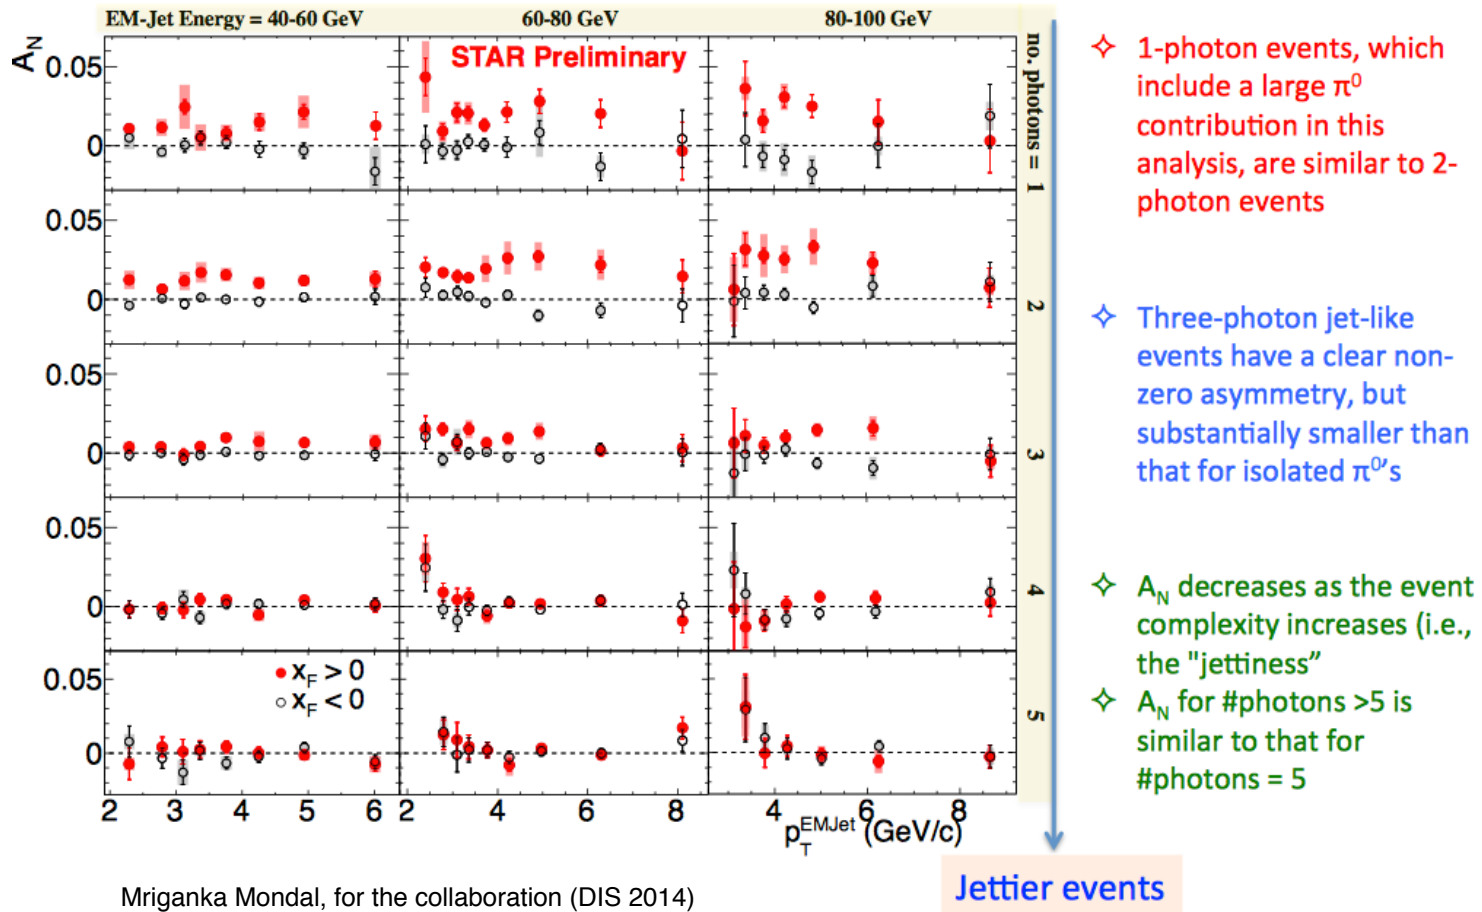 EM-Jet Energy = 40-60 GeV 60-80 GeV 80-100 GeV
A_N
STAR Preliminary
0.05
0
no. photons = 1
0.05
0
2
0.05
0
3
0.05
0
4
0.05
0
5
x_F > 0
x_F < 0
2 3 4 5 6 2 4 6 8 4 6 8
p_T^EMJet (GeV/c)
✧ 1-photon events, which
include a large π⁰
contribution in this
analysis, are similar to 2-
photon events
✧ Three-photon jet-like
events have a clear non-
zero asymmetry, but
substantially smaller than
that for isolated π⁰'s
✧ A_N decreases as the event
complexity increases (i.e.,
the "jettiness”
✧ A_N for #photons >5 is
similar to that for
#photons = 5
Jettier events
Mriganka Mondal, for the collaboration (DIS 2014)